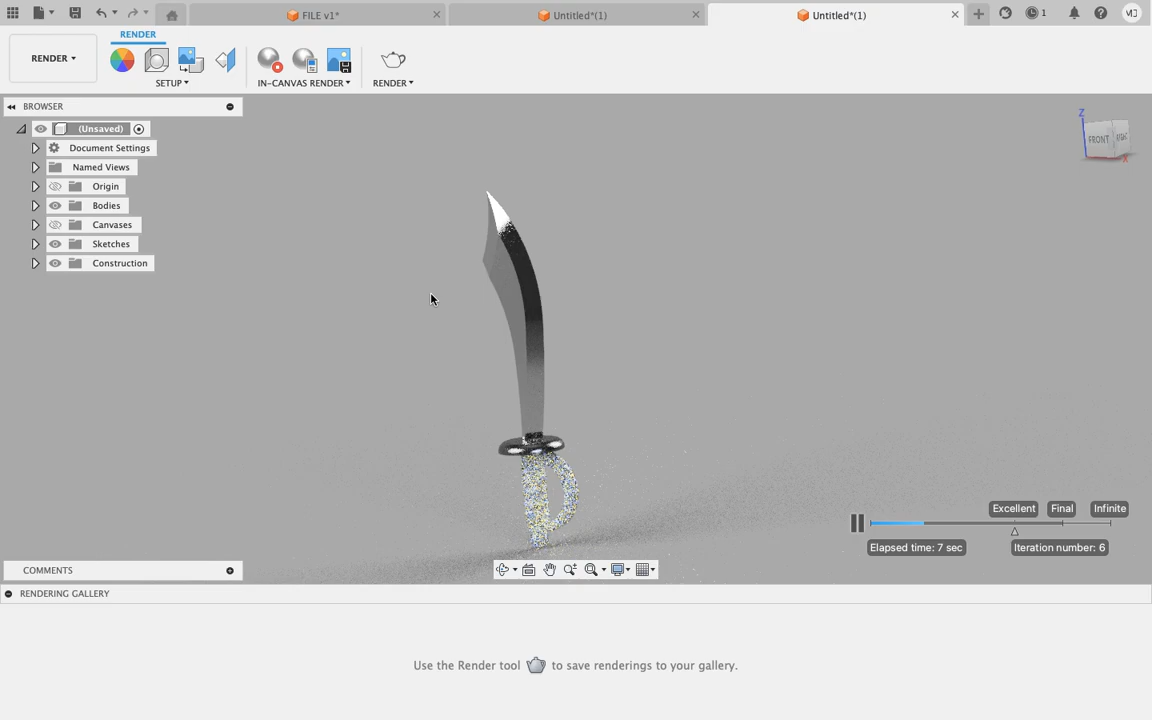 FILE v1*
Untitled*(1)
Untitled*(1)
1
RENDER
RENDER
SETUP
IN-CANVAS RENDER
RENDER
BROWSER
(Unsaved)
Document Settings
Named Views
Origin
Bodies
Canvases
Sketches
Construction
Z
FRONT
RIGHT
X
Excellent
Final
Infinite
Elapsed time: 7 sec
Iteration number: 6
COMMENTS
RENDERING GALLERY
Use the Render tool to save renderings to your gallery.